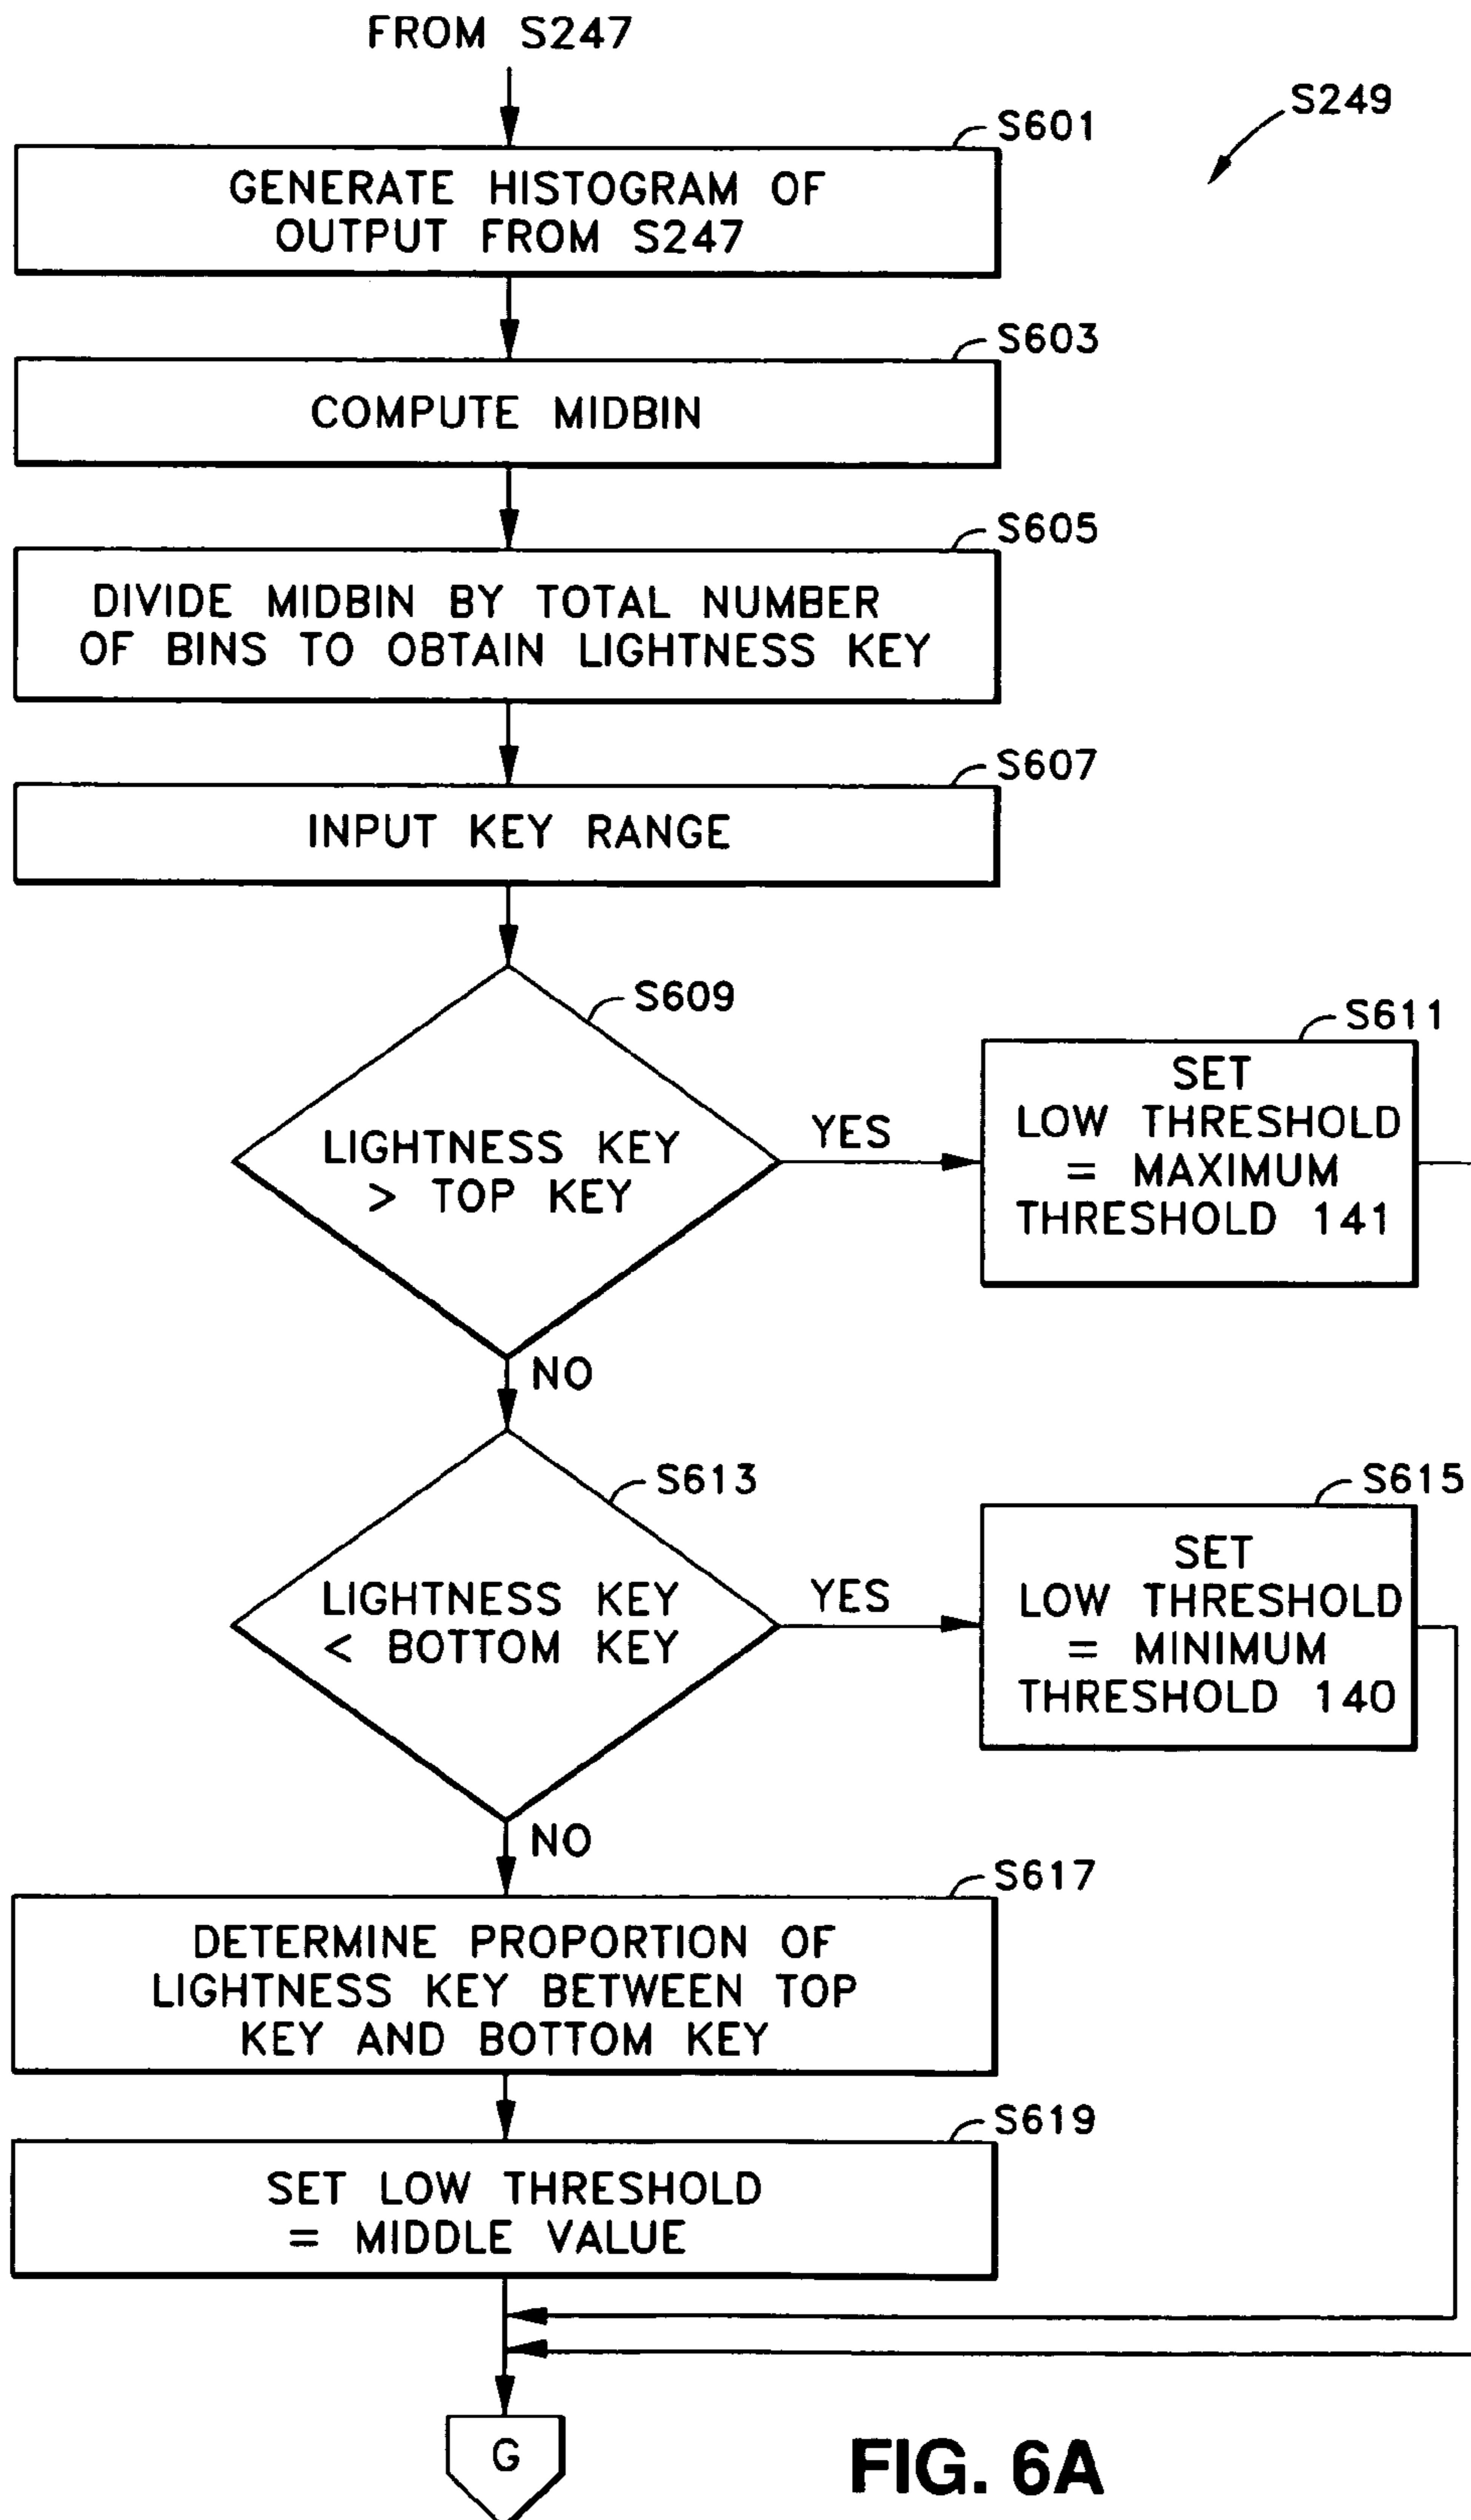 FROM S247
S249
S601
GENERATE HISTOGRAM OF
OUTPUT FROM S247
S603
COMPUTE MIDBIN
S605
DIVIDE MIDBIN BY TOTAL NUMBER
OF BINS TO OBTAIN LIGHTNESS KEY
S607
INPUT KEY RANGE
S609
LIGHTNESS KEY
> TOP KEY
YES
S611
SET
LOW THRESHOLD
= MAXIMUM
THRESHOLD 141
NO
S613
LIGHTNESS KEY
< BOTTOM KEY
YES
S615
SET
LOW THRESHOLD
= MINIMUM
THRESHOLD 140
NO
S617
DETERMINE PROPORTION OF
LIGHTNESS KEY BETWEEN TOP
KEY AND BOTTOM KEY
S619
SET LOW THRESHOLD
= MIDDLE VALUE
G
FIG. 6A